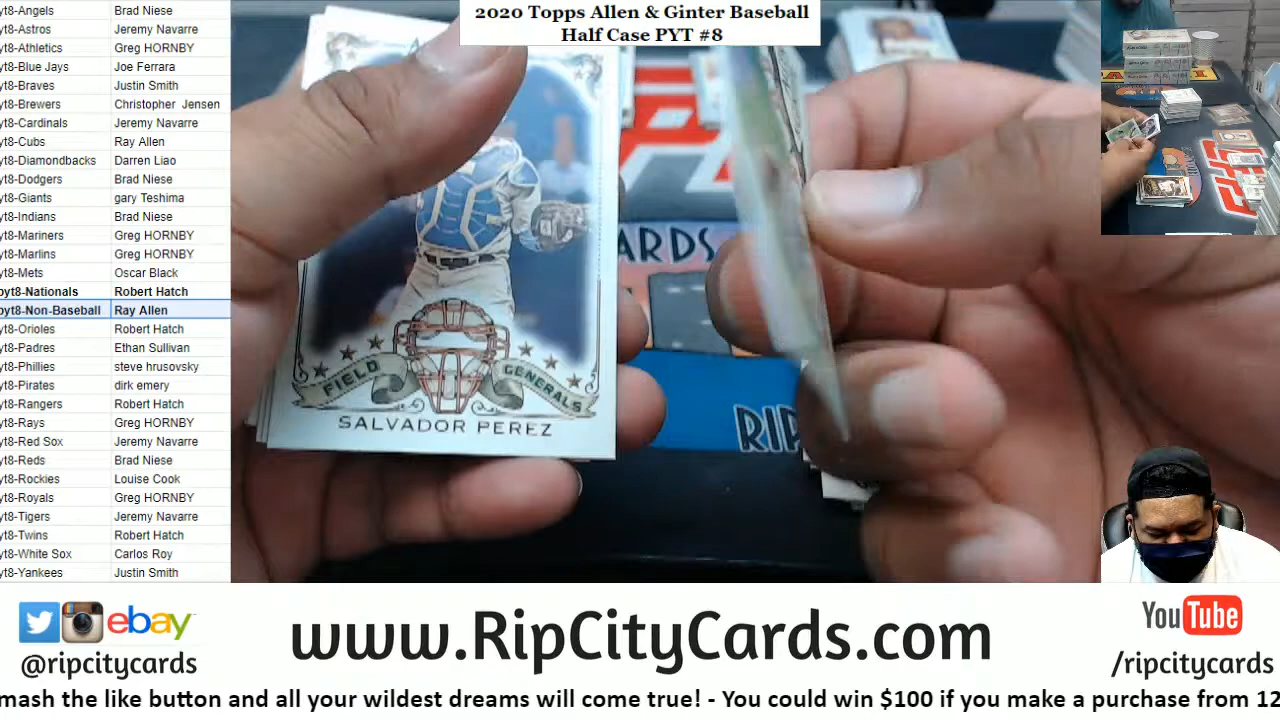 2020 Topps Allen & Ginter Baseball
Half Case PYT #8
yt8-Angels Brad Niese
yt8-Astros Jeremy Navarre
yt8-Athletics Greg HORNBY
yt8-Blue Jays Joe Ferrara
yt8-Braves Justin Smith
yt8-Brewers Christopher Jensen
yt8-Cardinals Jeremy Navarre
yt8-Cubs Ray Allen
yt8-Diamondbacks Darren Liao
yt8-Dodgers Brad Niese
yt8-Giants gary Teshima
yt8-Indians Brad Niese
yt8-Mariners Greg HORNBY
yt8-Marlins Greg HORNBY
yt8-Mets Oscar Black
pyt8-Nationals Robert Hatch
pyt8-Non-Baseball Ray Allen
yt8-Orioles Robert Hatch
yt8-Padres Ethan Sullivan
yt8-Phillies steve hrusovsky
yt8-Pirates dirk emery
yt8-Rangers Robert Hatch
yt8-Rays Greg HORNBY
yt8-Red Sox Jeremy Navarre
yt8-Reds Brad Niese
yt8-Rockies Louise Cook
yt8-Royals Greg HORNBY
yt8-Tigers Jeremy Navarre
yt8-Twins Robert Hatch
yt8-White Sox Carlos Roy
yt8-Yankees Justin Smith
FIELD GENERALS
SALVADOR PEREZ
ARDS
RIP
ebay
@ripcitycards
www.RipCityCards.com
YouTube
/ripcitycards
mash the like button and all your wildest dreams will come true! - You could win $100 if you make a purchase from 12